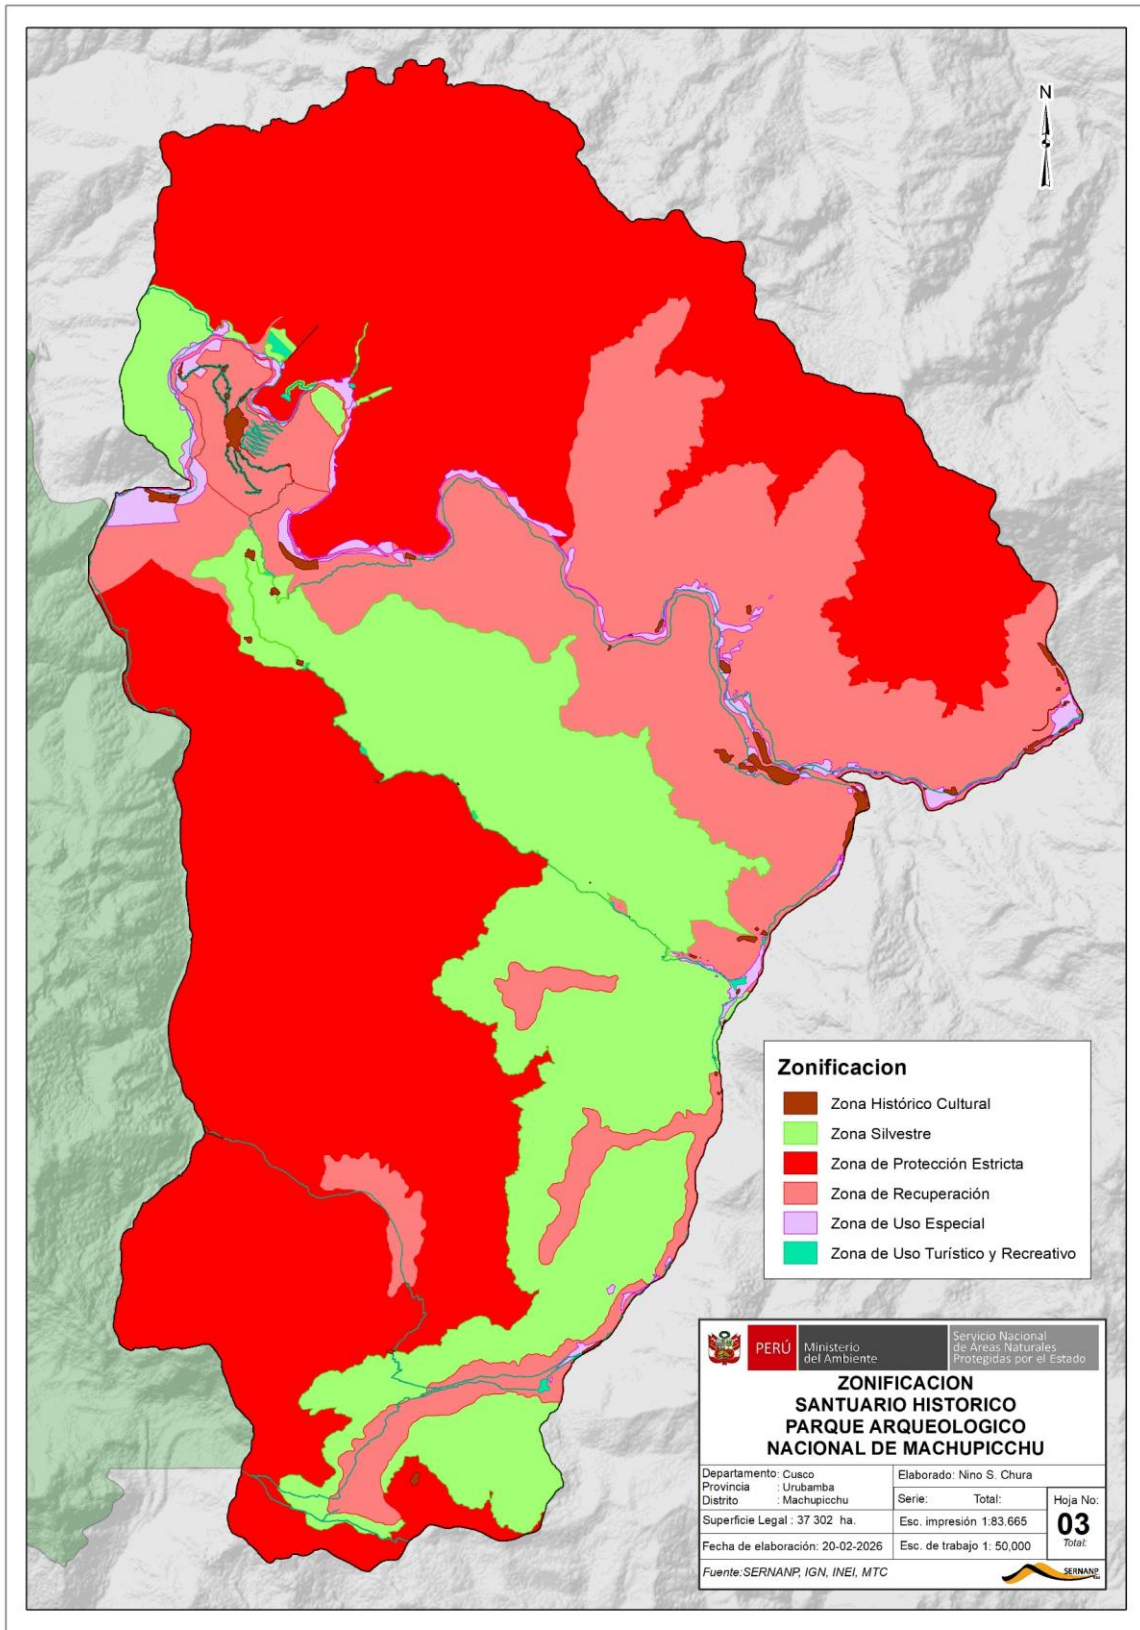 N
Zonificacion
Zona Histórico Cultural
Zona Silvestre
Zona de Protección Estricta
Zona de Recuperación
Zona de Uso Especial
Zona de Uso Turístico y Recreativo
PERÚ
Ministerio
del Ambiente
Servicio Nacional
de Áreas Naturales
Protegidas por el Estado
ZONIFICACION
SANTUARIO HISTORICO
PARQUE ARQUEOLOGICO
NACIONAL DE MACHUPICCHU
Departamento: Cusco
Provincia : Urubamba
Distrito : Machupicchu
Elaborado: Nino S. Chura
Serie: Total:
Hoja No:
03
Total:
Superficie Legal : 37 302 ha.
Esc. impresión 1:83.665
Fecha de elaboración: 20-02-2026
Esc. de trabajo 1: 50,000
Fuente:SERNANP, IGN, INEI, MTC
SERNANP